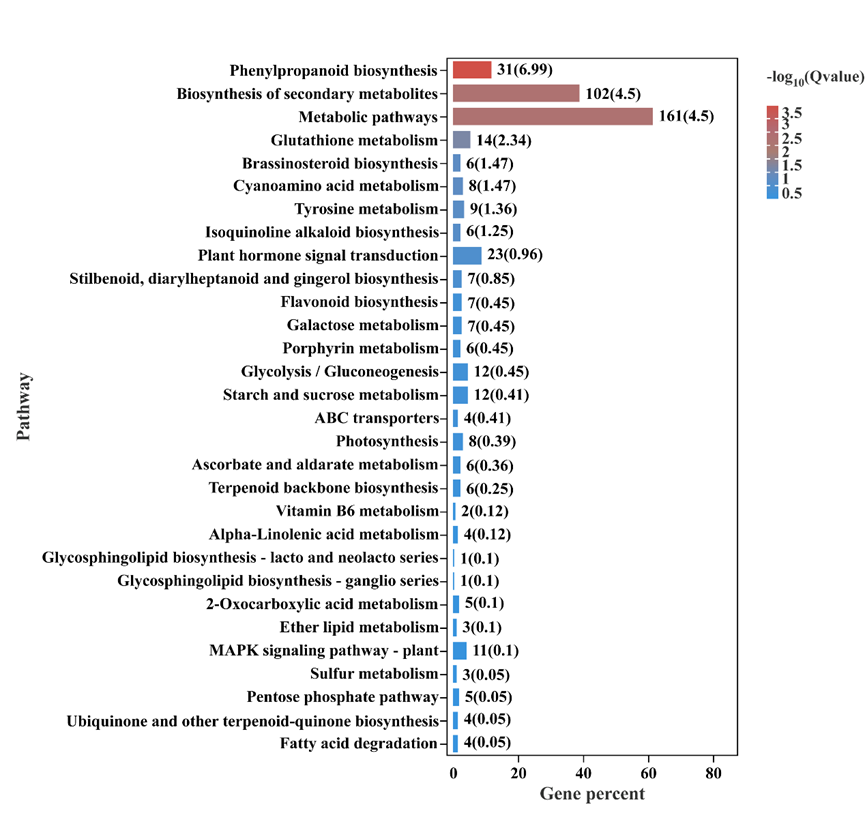 Phenylpropanoid biosynthesis 31(6.99)
Biosynthesis of secondary metabolites 102(4.5)
Metabolic pathways 161(4.5)
Glutathione metabolism 14(2.34)
Brassinosteroid biosynthesis 6(1.47)
Cyanoamino acid metabolism 8(1.47)
Tyrosine metabolism 9(1.36)
Isoquinoline alkaloid biosynthesis 6(1.25)
Plant hormone signal transduction 23(0.96)
Stilbenoid, diarylheptanoid and gingerol biosynthesis 7(0.85)
Flavonoid biosynthesis 7(0.45)
Galactose metabolism 7(0.45)
Porphyrin metabolism 6(0.45)
Glycolysis / Gluconeogenesis 12(0.45)
Starch and sucrose metabolism 12(0.41)
ABC transporters 4(0.41)
Photosynthesis 8(0.39)
Ascorbate and aldarate metabolism 6(0.36)
Terpenoid backbone biosynthesis 6(0.25)
Vitamin B6 metabolism 2(0.12)
Alpha-Linolenic acid metabolism 4(0.12)
Glycosphingolipid biosynthesis - lacto and neolacto series 1(0.1)
Glycosphingolipid biosynthesis - ganglio series 1(0.1)
2-Oxocarboxylic acid metabolism 5(0.1)
Ether lipid metabolism 3(0.1)
MAPK signaling pathway - plant 11(0.1)
Sulfur metabolism 3(0.05)
Pentose phosphate pathway 5(0.05)
Ubiquinone and other terpenoid-quinone biosynthesis 4(0.05)
Fatty acid degradation 4(0.05)
0 20 40 60 80
Gene percent
Pathway
-log10(Qvalue)
3.5
3
2.5
2
1.5
1
0.5